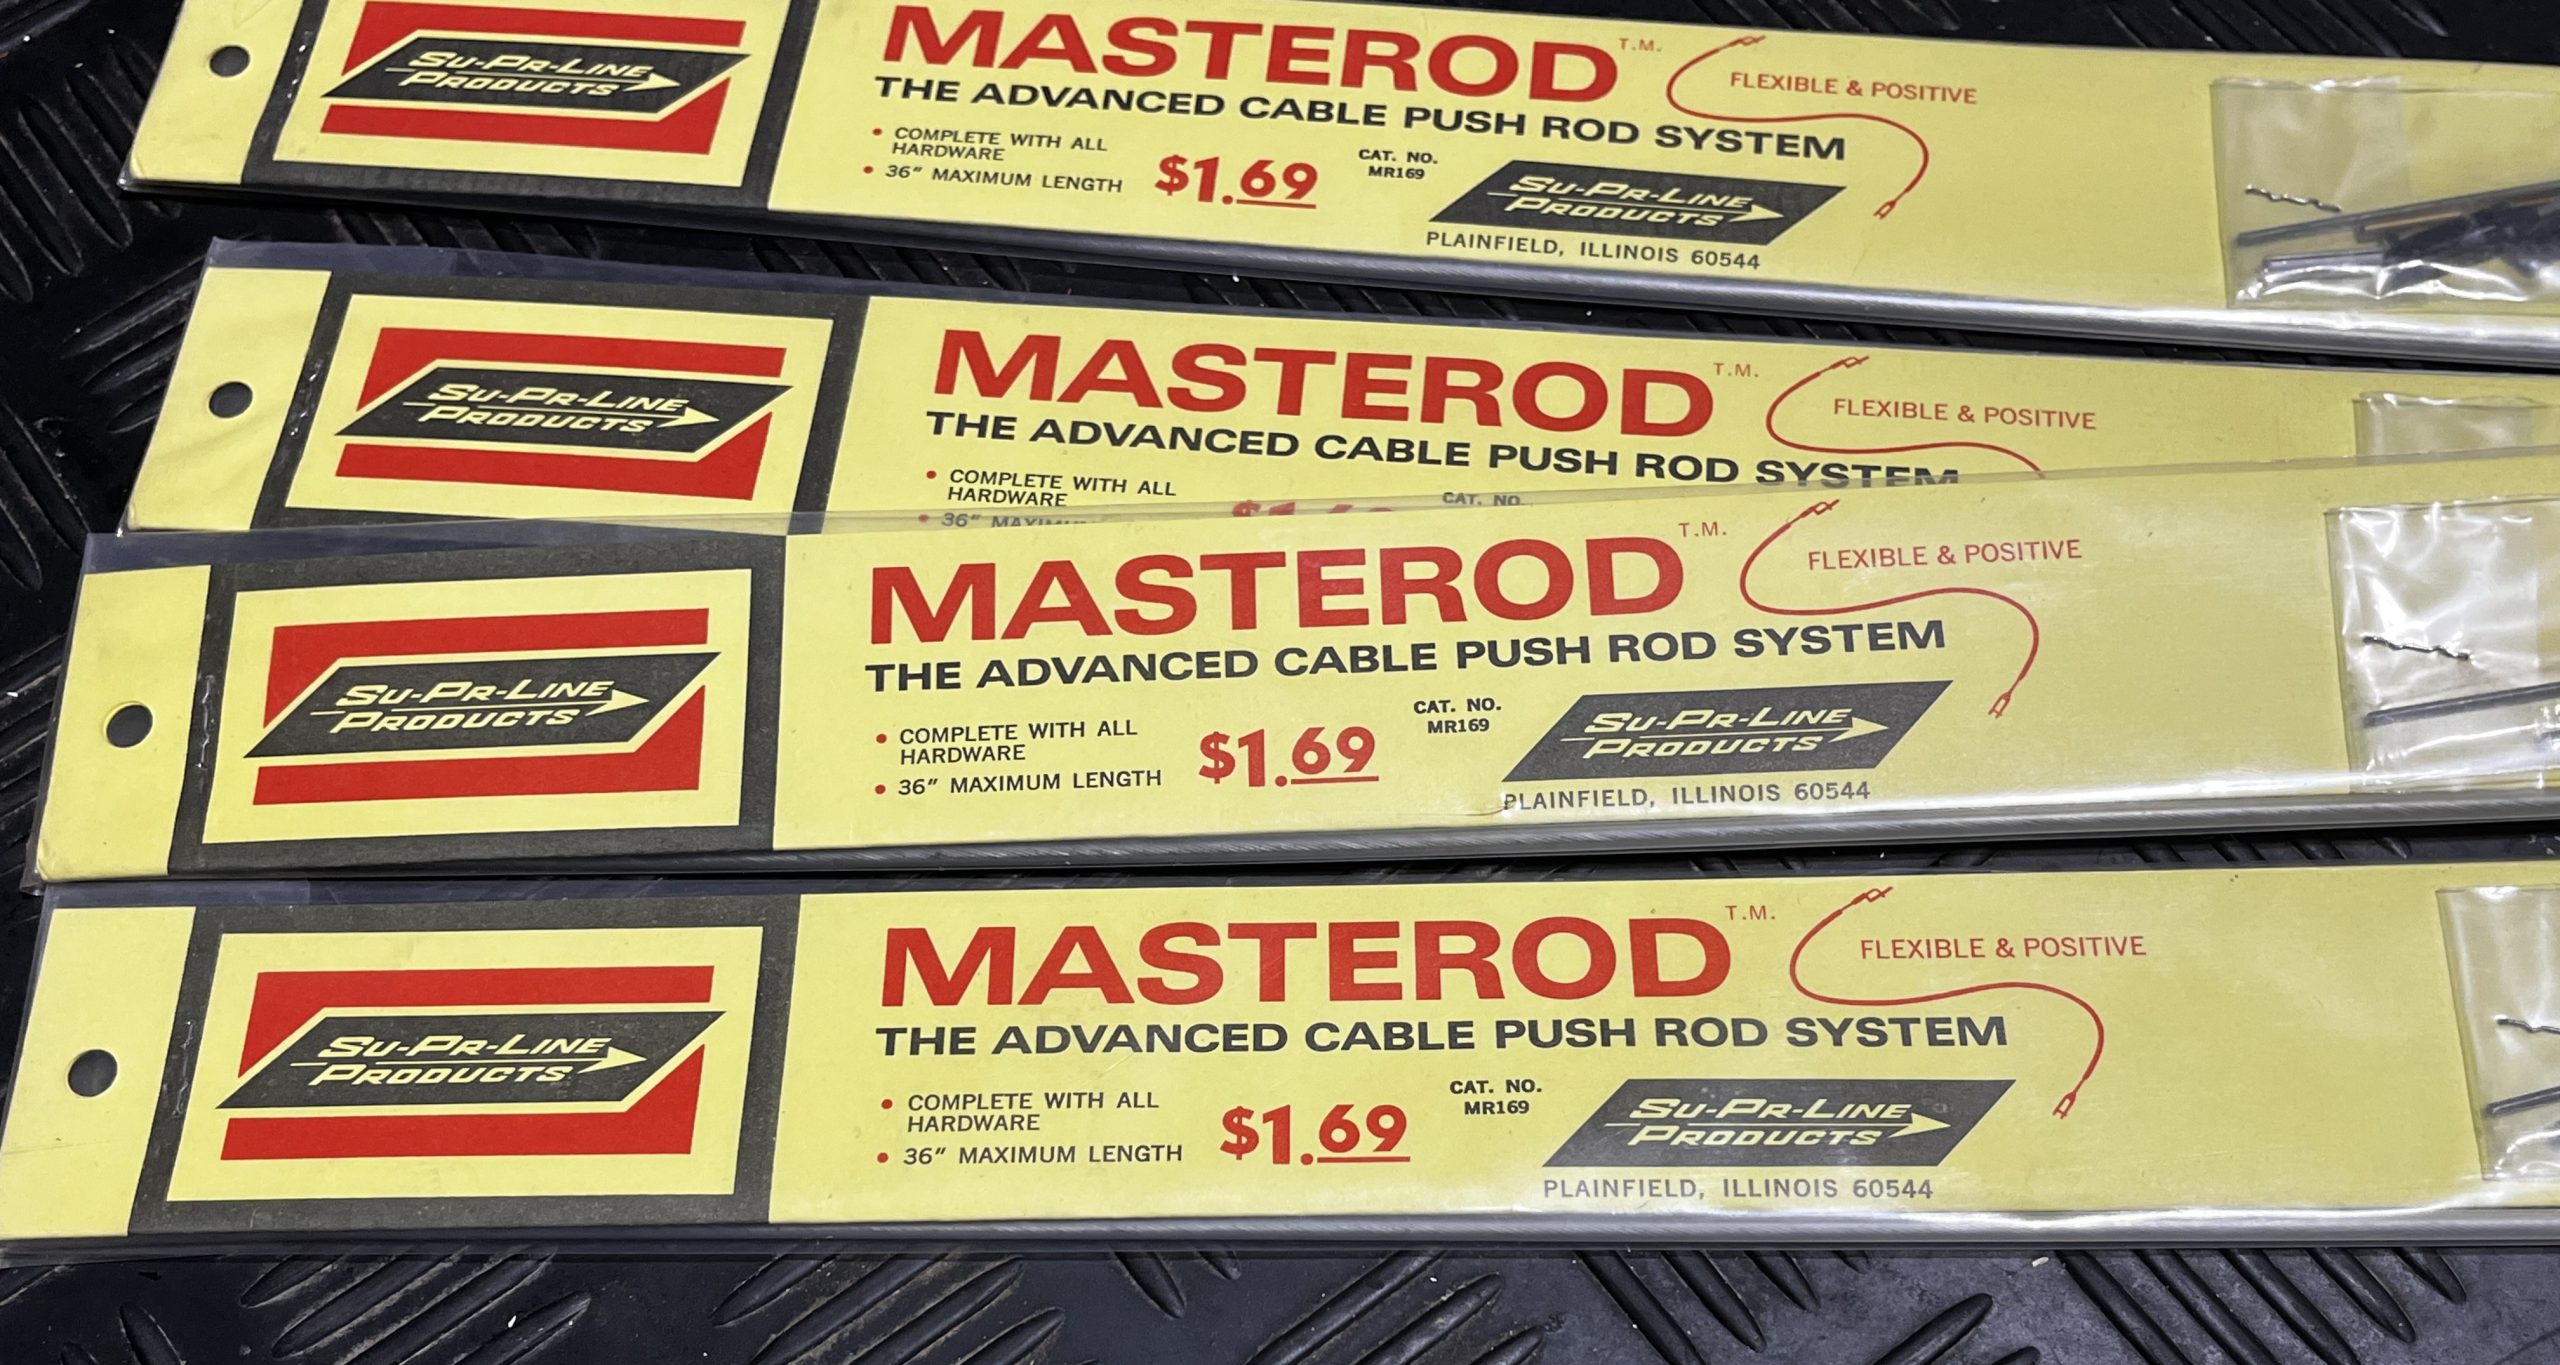 SU-PR-LINE
PRODUCTS
MASTEROD T.M.
FLEXIBLE & POSITIVE
THE ADVANCED CABLE PUSH ROD SYSTEM
• COMPLETE WITH ALL
HARDWARE
• 36" MAXIMUM LENGTH
$1.69
CAT. NO.
MR169
SU-PR-LINE
PRODUCTS
PLAINFIELD, ILLINOIS 60544
SU-PR-LINE
PRODUCTS
MASTEROD T.M.
FLEXIBLE & POSITIVE
THE ADVANCED CABLE PUSH ROD SYSTEM
• COMPLETE WITH ALL
HARDWARE
• 36"
CAT. NO.
SU-PR-LINE
PRODUCTS
MASTEROD T.M.
FLEXIBLE & POSITIVE
THE ADVANCED CABLE PUSH ROD SYSTEM
• COMPLETE WITH ALL
HARDWARE
• 36" MAXIMUM LENGTH
$1.69
CAT. NO.
MR169
SU-PR-LINE
PRODUCTS
PLAINFIELD, ILLINOIS 60544
SU-PR-LINE
PRODUCTS
MASTEROD T.M.
FLEXIBLE & POSITIVE
THE ADVANCED CABLE PUSH ROD SYSTEM
• COMPLETE WITH ALL
HARDWARE
• 36" MAXIMUM LENGTH
$1.69
CAT. NO.
MR169
SU-PR-LINE
PRODUCTS
PLAINFIELD, ILLINOIS 60544